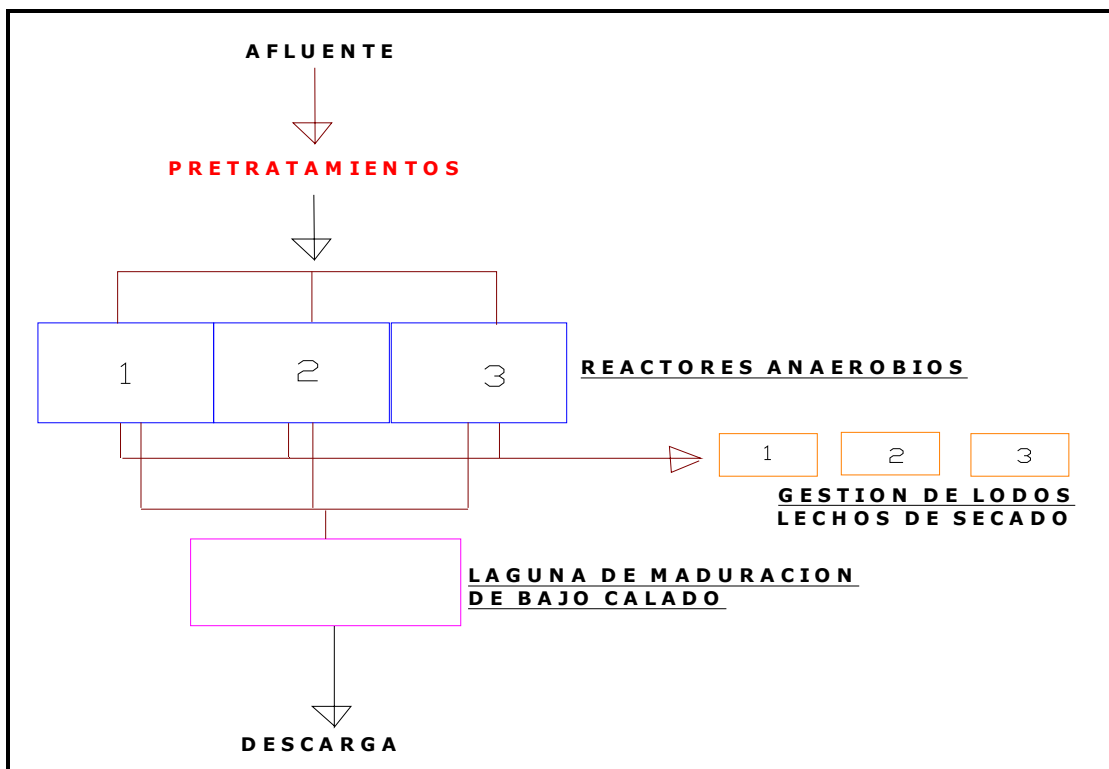 AFLUENTE
PRETRATAMIENTOS
1 2 3
REACTORES ANAEROBIOS
1 2 3
GESTION DE LODOS
LECHOS DE SECADO
LAGUNA DE MADURACION
DE BAJO CALADO
DESCARGA